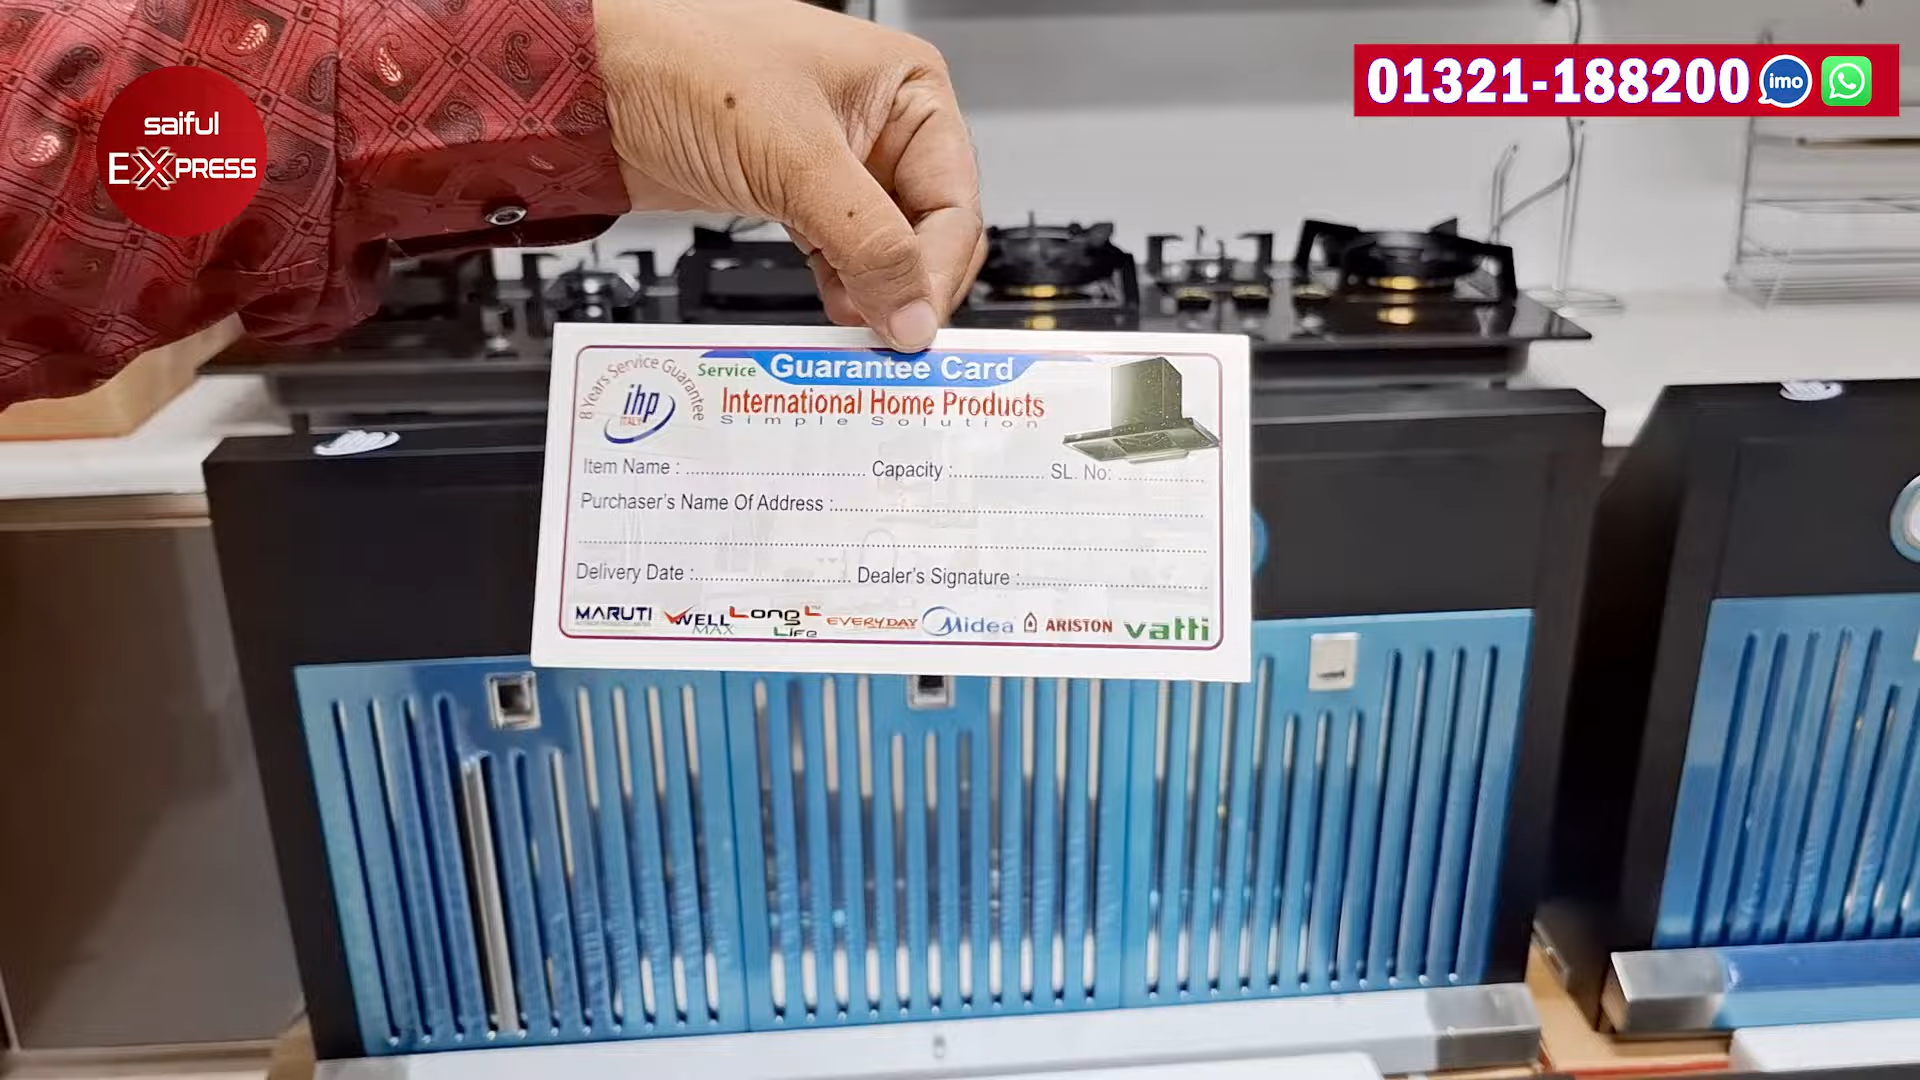 saiful
EXPRESS
01321-188200 imo
8 Years Service Guarantee
ihp
ITALY
Service Guarantee Card
International Home Products
Simple Solution
Item Name : Capacity : SL. No:
Purchaser's Name Of Address :
Delivery Date : Dealer's Signature :
MARUTI WELL MAX Long L Life EVERYDAY Midea ARISTON vatti